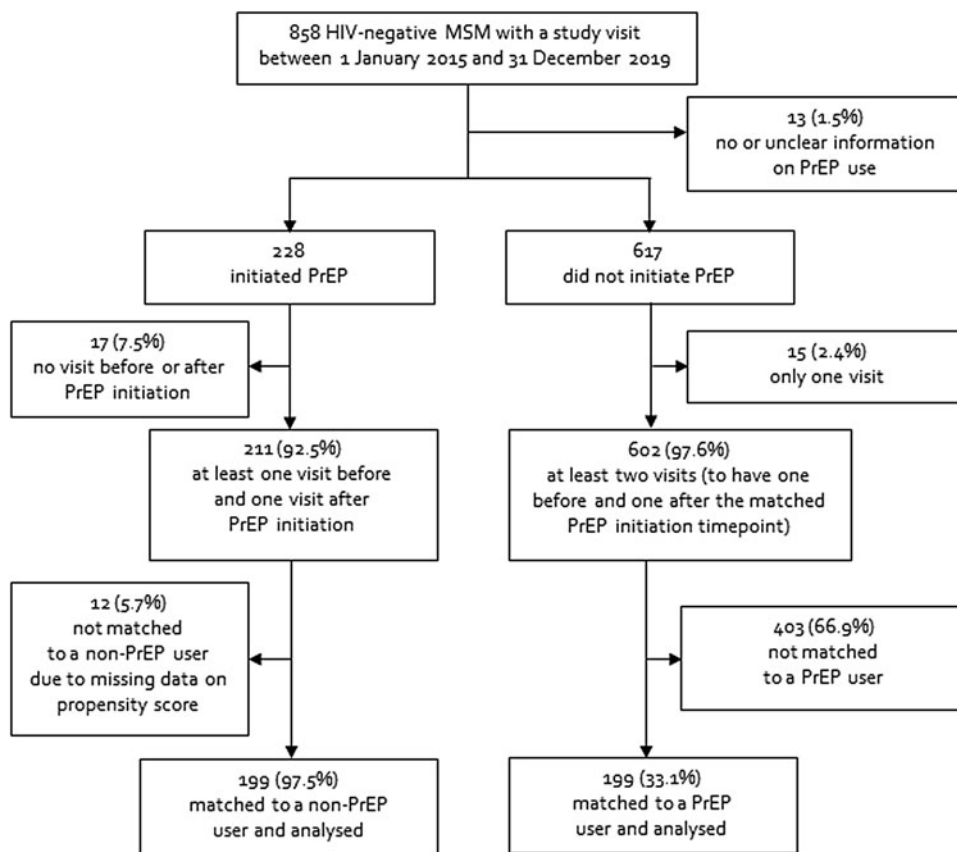 858 HIV-negative MSM with a study visit
between 1 January 2015 and 31 December 2019
13 (1.5%)
no or unclear information
on PrEP use
228
initiated PrEP
617
did not initiate PrEP
17 (7.5%)
no visit before or after
PrEP initiation
15 (2.4%)
only one visit
211 (92.5%)
at least one visit before
and one visit after
PrEP initiation
602 (97.6%)
at least two visits (to have one
before and one after the matched
PrEP initiation timepoint)
12 (5.7%)
not matched
to a non-PrEP user
due to missing data on
propensity score
403 (66.9%)
not matched
to a PrEP user
199 (97.5%)
matched to a non-PrEP
user and analysed
199 (33.1%)
matched to a PrEP
user and analysed